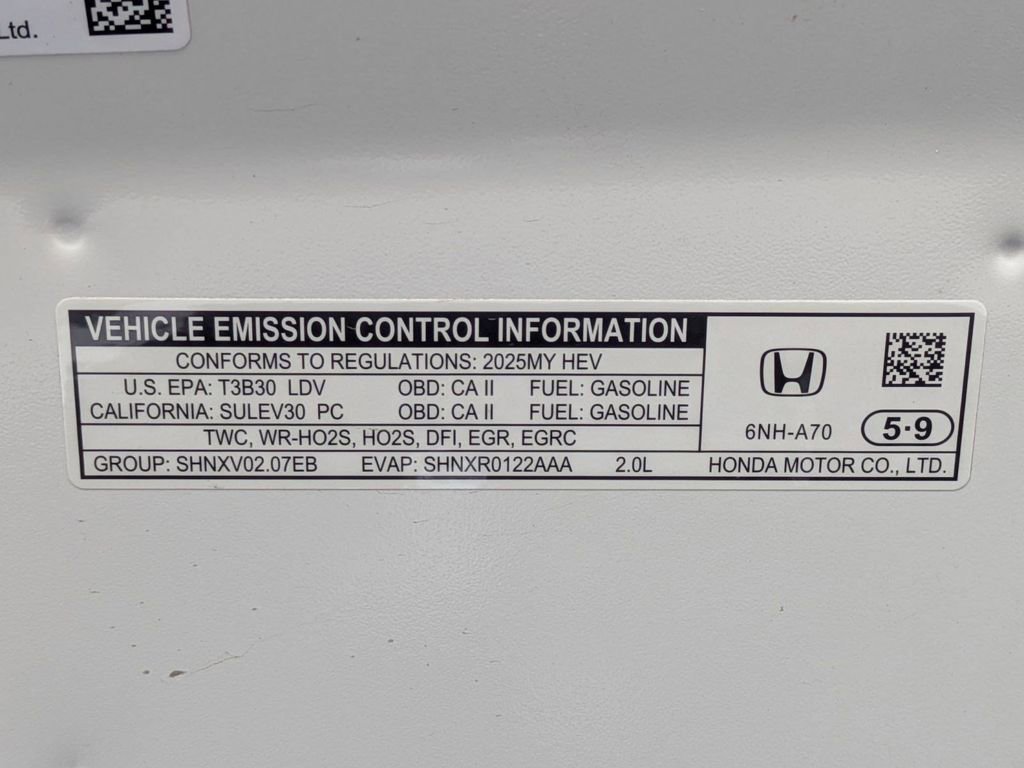 Ltd.
VEHICLE EMISSION CONTROL INFORMATION
CONFORMS TO REGULATIONS: 2025MY HEV
U.S. EPA: T3B30 LDV OBD: CA II FUEL: GASOLINE
CALIFORNIA: SULEV30 PC OBD: CA II FUEL: GASOLINE
TWC, WR-HO2S, HO2S, DFI, EGR, EGRC
GROUP: SHNXV02.07EB EVAP: SHNXR0122AAA 2.0L
6NH-A70 5·9
HONDA MOTOR CO., LTD.